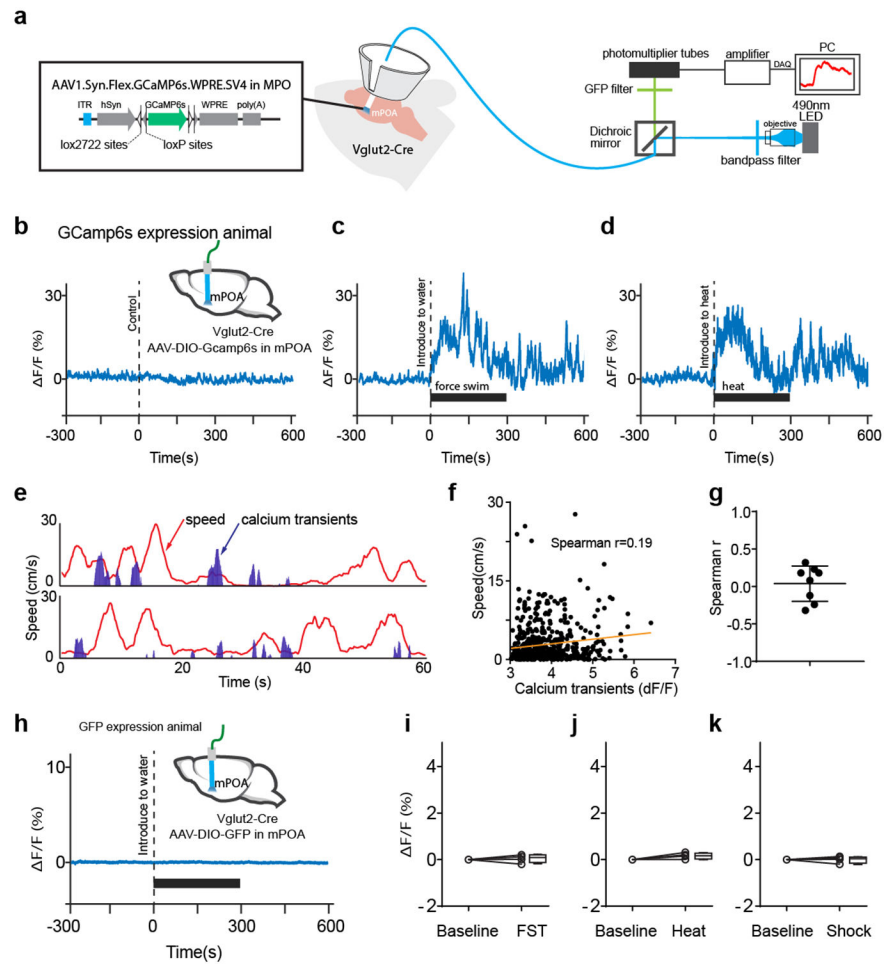 a
AAV1.Syn.Flex.GCaMP6s.WPRE.SV4 in MPO
ITR hSyn GCaMP6s WPRE poly(A)
lox2722 sites loxP sites
mPOA
Vglut2-Cre
photomultiplier tubes
amplifier
DAQ
PC
GFP filter
490nm
LED
Dichroic
mirror
objective
bandpass filter
b
GCamp6s expression animal
ΔF/F (%)
30
0
Control
mPOA
Vglut2-Cre
AAV-DIO-Gcamp6s in mPOA
-300 0 300 600
Time(s)
c
ΔF/F (%)
30
0
Introduce to water
force swim
-300 0 300 600
Time(s)
d
ΔF/F (%)
30
0
Introduce to heat
heat
-300 0 300 600
Time(s)
e
speed calcium transients
Speed (cm/s)
30
0
30
0
0 20 40 60
Time (s)
f
Speed(cm/s)
Spearman r=0.19
30
15
12
9
6
3
0
3 4 5 6 7
Calcium transients (dF/F)
g
Spearman r
1.0
0.5
0.0
-0.5
-1.0
h
GFP expression animal
ΔF/F (%)
10
0
Introduce to water
mPOA
Vglut2-Cre
AAV-DIO-GFP in mPOA
-300 0 300 600
Time(s)
i
ΔF/F (%)
4
2
0
-2
Baseline FST
j
4
2
0
-2
Baseline Heat
k
4
2
0
-2
Baseline Shock